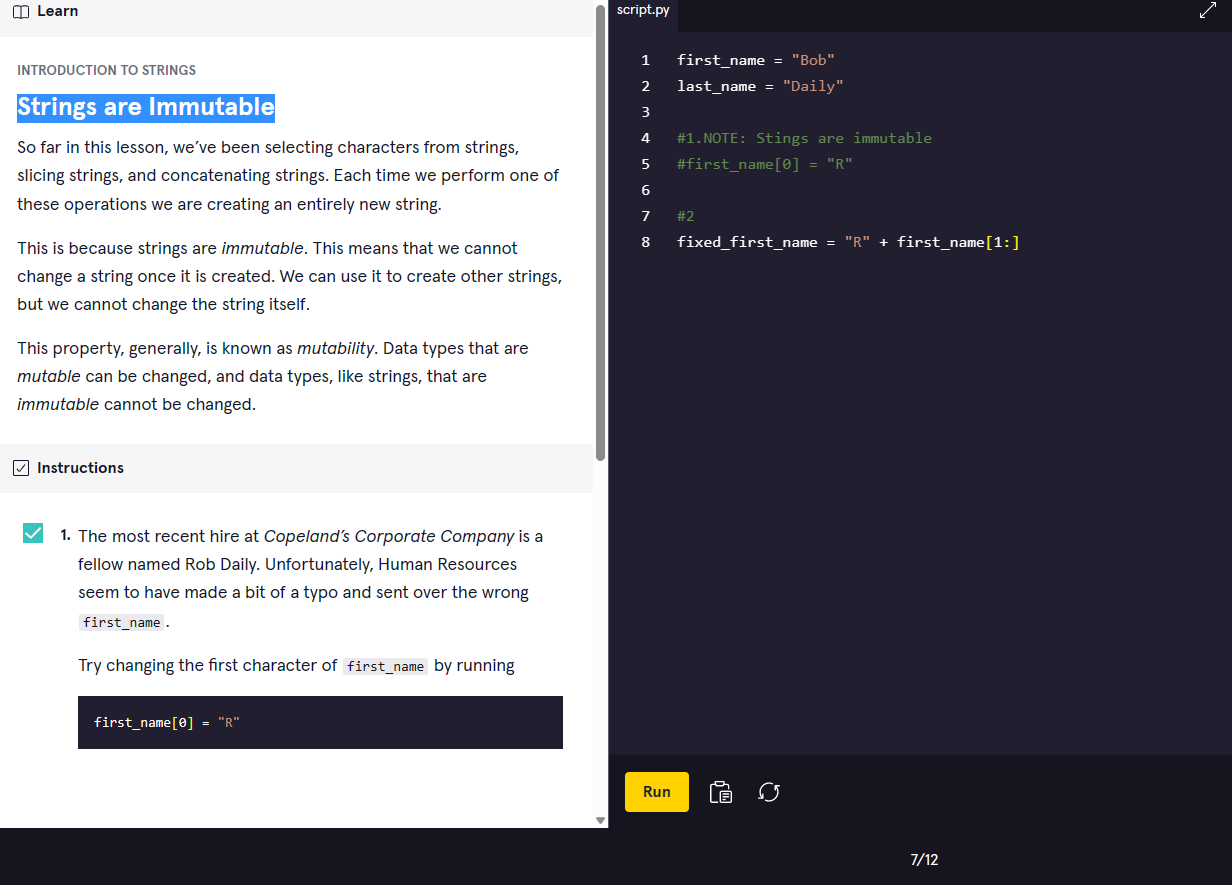 Learn
INTRODUCTION TO STRINGS
Strings are Immutable
So far in this lesson, we’ve been selecting characters from strings,
slicing strings, and concatenating strings. Each time we perform one of
these operations we are creating an entirely new string.
This is because strings are immutable. This means that we cannot
change a string once it is created. We can use it to create other strings,
but we cannot change the string itself.
This property, generally, is known as mutability. Data types that are
mutable can be changed, and data types, like strings, that are
immutable cannot be changed.
Instructions
1. The most recent hire at Copeland’s Corporate Company is a
fellow named Rob Daily. Unfortunately, Human Resources
seem to have made a bit of a typo and sent over the wrong
first_name.
Try changing the first character of first_name by running
first_name[0] = "R"
script.py
1 first_name = "Bob"
2 last_name = "Daily"
3
4 #1.NOTE: Stings are immutable
5 #first_name[0] = "R"
6
7 #2
8 fixed_first_name = "R" + first_name[1:]
Run
7/12